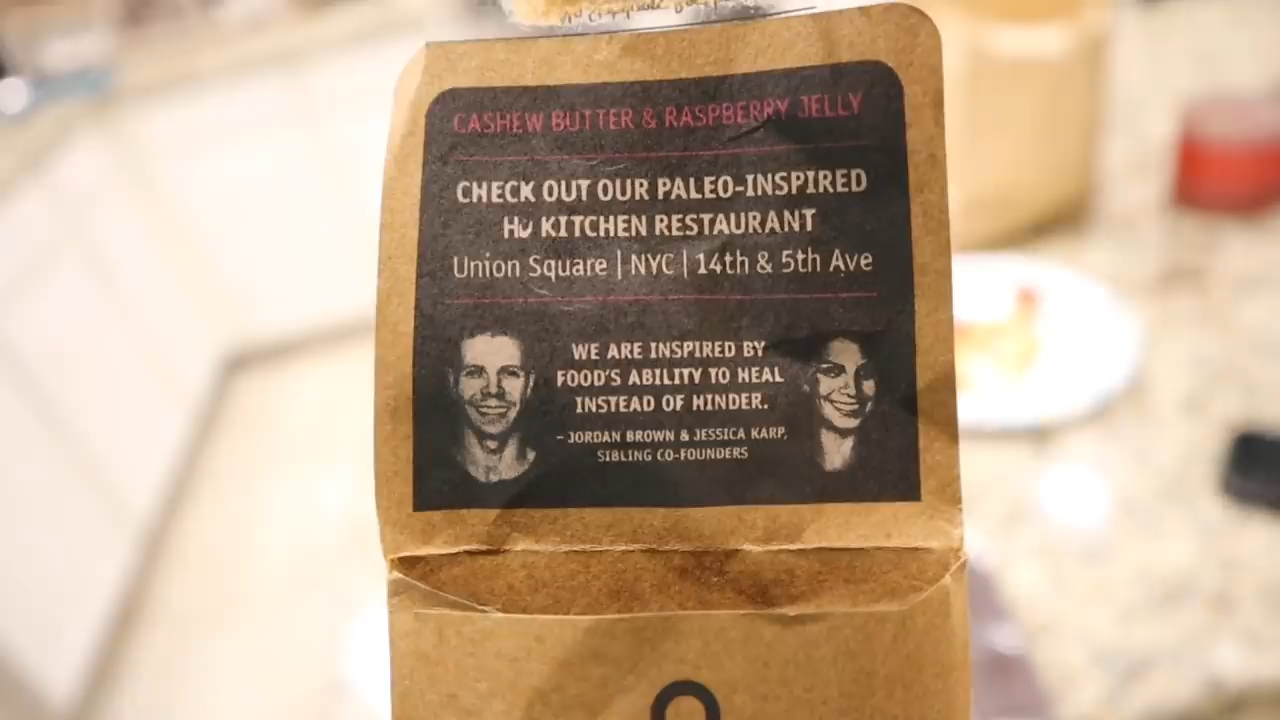 CASHEW BUTTER & RASPBERRY JELLY
CHECK OUT OUR PALEO-INSPIRED
Hu KITCHEN RESTAURANT
Union Square | NYC | 14th & 5th Ave
WE ARE INSPIRED BY
FOOD'S ABILITY TO HEAL
INSTEAD OF HINDER.
– JORDAN BROWN & JESSICA KARP,
SIBLING CO-FOUNDERS